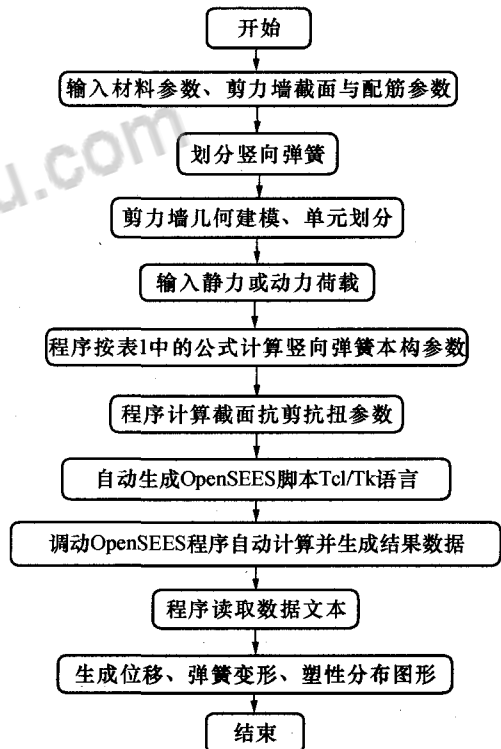 开始
输入材料参数、剪力墙截面与配筋参数
划分竖向弹簧
剪力墙几何建模、单元划分
输入静力或动力荷载
程序按表1中的公式计算竖向弹簧本构参数
程序计算截面抗剪抗扭参数
自动生成OpenSEES脚本Tcl/Tk语言
调动OpenSEES程序自动计算并生成结果数据
程序读取数据文本
生成位移、弹簧变形、塑性分布图形
结束
u.com